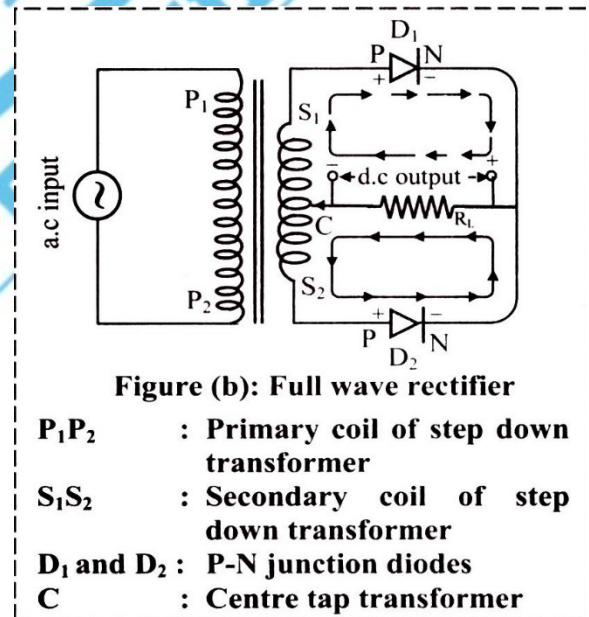 D₁
P N
+ −
P₁
S₁
− +
d.c output
a.c input
~
C
R_L
P₂
S₂
+ −
P N
D₂
Figure (b): Full wave rectifier
P₁P₂ : Primary coil of step down
transformer
S₁S₂ : Secondary coil of step
down transformer
D₁ and D₂ : P-N junction diodes
C : Centre tap transformer